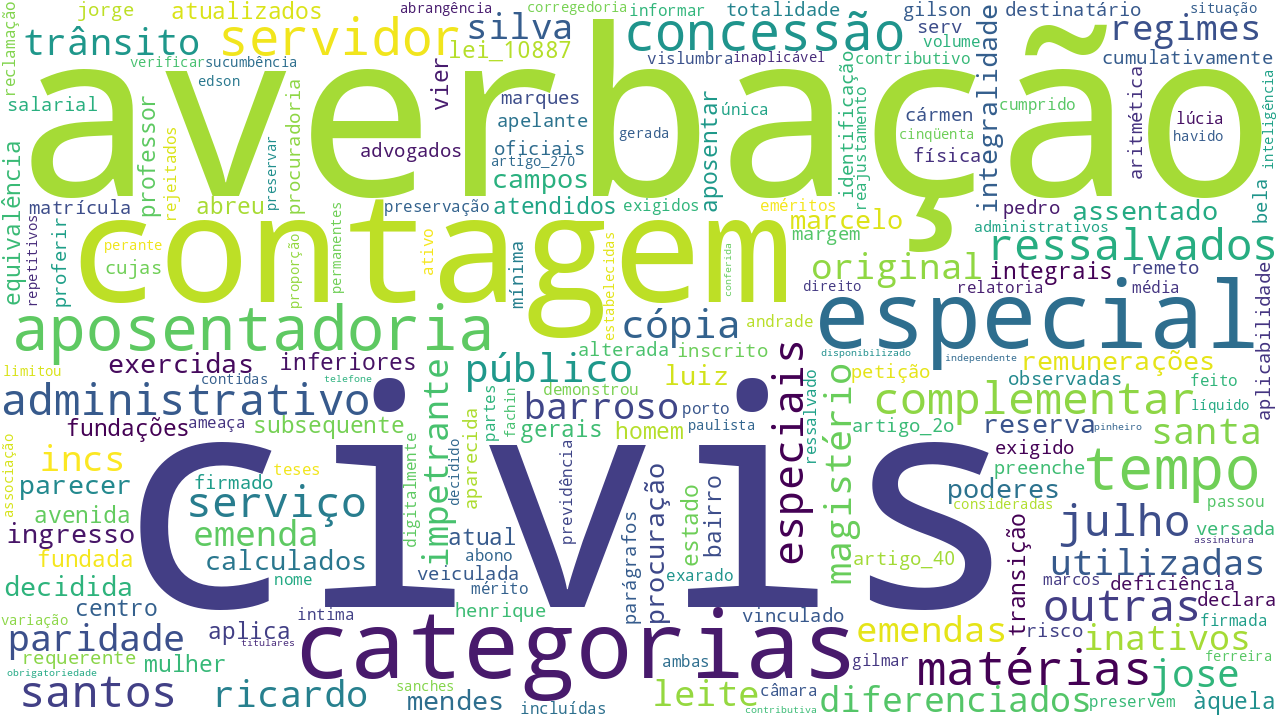 averbação
civis
contagem
especial
categorias
aposentadoria
concessão
servidor
tempo
complementar
administrativo
serviço
público
trânsito
silva
lei_10887
regimes
ressalvados
original
integralidade
matérias
diferenciados
outras
julho
utilizadas
inativos
jose
emendas
leite
mendes
ricardo
santos
paridade
barroso
especiais
magistério
impetrante
cópia
santa
reserva
poderes
remunerações
assentado
marcelo
campos
atendidos
abreu
professor
equivalência
jorge
atualizados
abrangência
corregedoria
informar
totalidade
gilson
serv
destinatário
situação
reclamação
verificar
sucumbência
edson
vier
vislumbra
inaplicável
volume
contributivo
cumulativamente
salarial
marques
apelante
oficiais
artigo_270
gerada
única
aposentar
identificação
reajustamento
cármen
cinqüenta
física
cumprido
aritmética
lúcia
havido
inteligência
rejeitados
procuradoria
preservar
advogados
matrícula
preservação
exigidos
eméritos
margem
pedro
administrativos
bela
repetitivos
proferir
perante
cujas
proporção
permanentes
ativo
mínima
estabelecidas
conferida
direito
integrais
relatoria
remeto
média
aplicabilidade
andrade
limitou
exercidas
contidas
inferiores
telefone
alterada
inscrito
disponibilizado
independente
fundações
ameaça
subsequente
demonstrou
luiz
petição
observadas
feito
líquido
incs
parecer
teses
firmado
decidido
aparecida
partes
fachin
gerais
homem
porto
paulista
ressalvado
artigo_2o
pinheiro
exigido
preenche
passou
associação
avenida
ingresso
emenda
digitalmente
previdência
procuração
estado
bairro
consideradas
versada
assinatura
fundada
calculados
atual
abono
veiculada
mérito
parágrafos
exarado
artigo_40
transição
marcos
deficiência
declara
decidida
nome
centro
henrique
intima
vinculado
risco
firmada
variação
aplica
titulares
requerente
mulher
obrigatoriedade
sanches
incluídas
ambas
câmara
contributiva
gilmar
preservem
àquela
ferreira